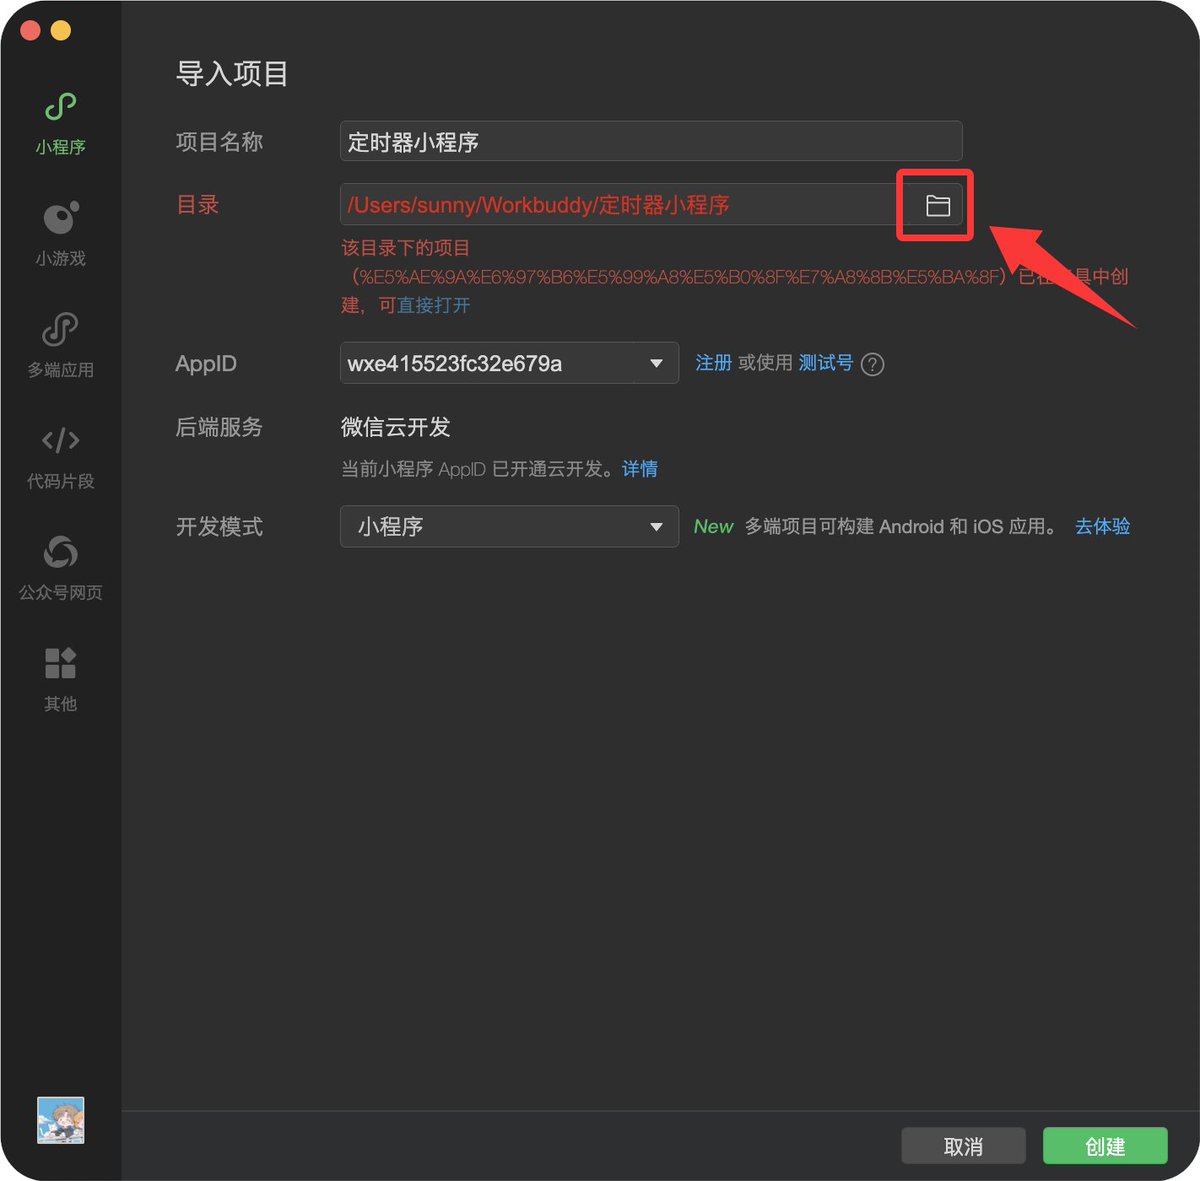 导入项目
小程序
小游戏
多端应用
代码片段
公众号网页
其他
项目名称 定时器小程序
目录 /Users/sunny/Workbuddy/定时器小程序
该目录下的项目
（%E5%AE%9A%E6%97%B6%E5%99%A8%E5%B0%8F%E7%A8%8B%E5%BA%8F）已在 具中创
建，可直接打开
AppID wxe415523fc32e679a 注册 或使用 测试号 ?
后端服务 微信云开发
当前小程序 AppID 已开通云开发。详情
开发模式 小程序 New 多端项目可构建 Android 和 iOS 应用。 去体验
取消 创建